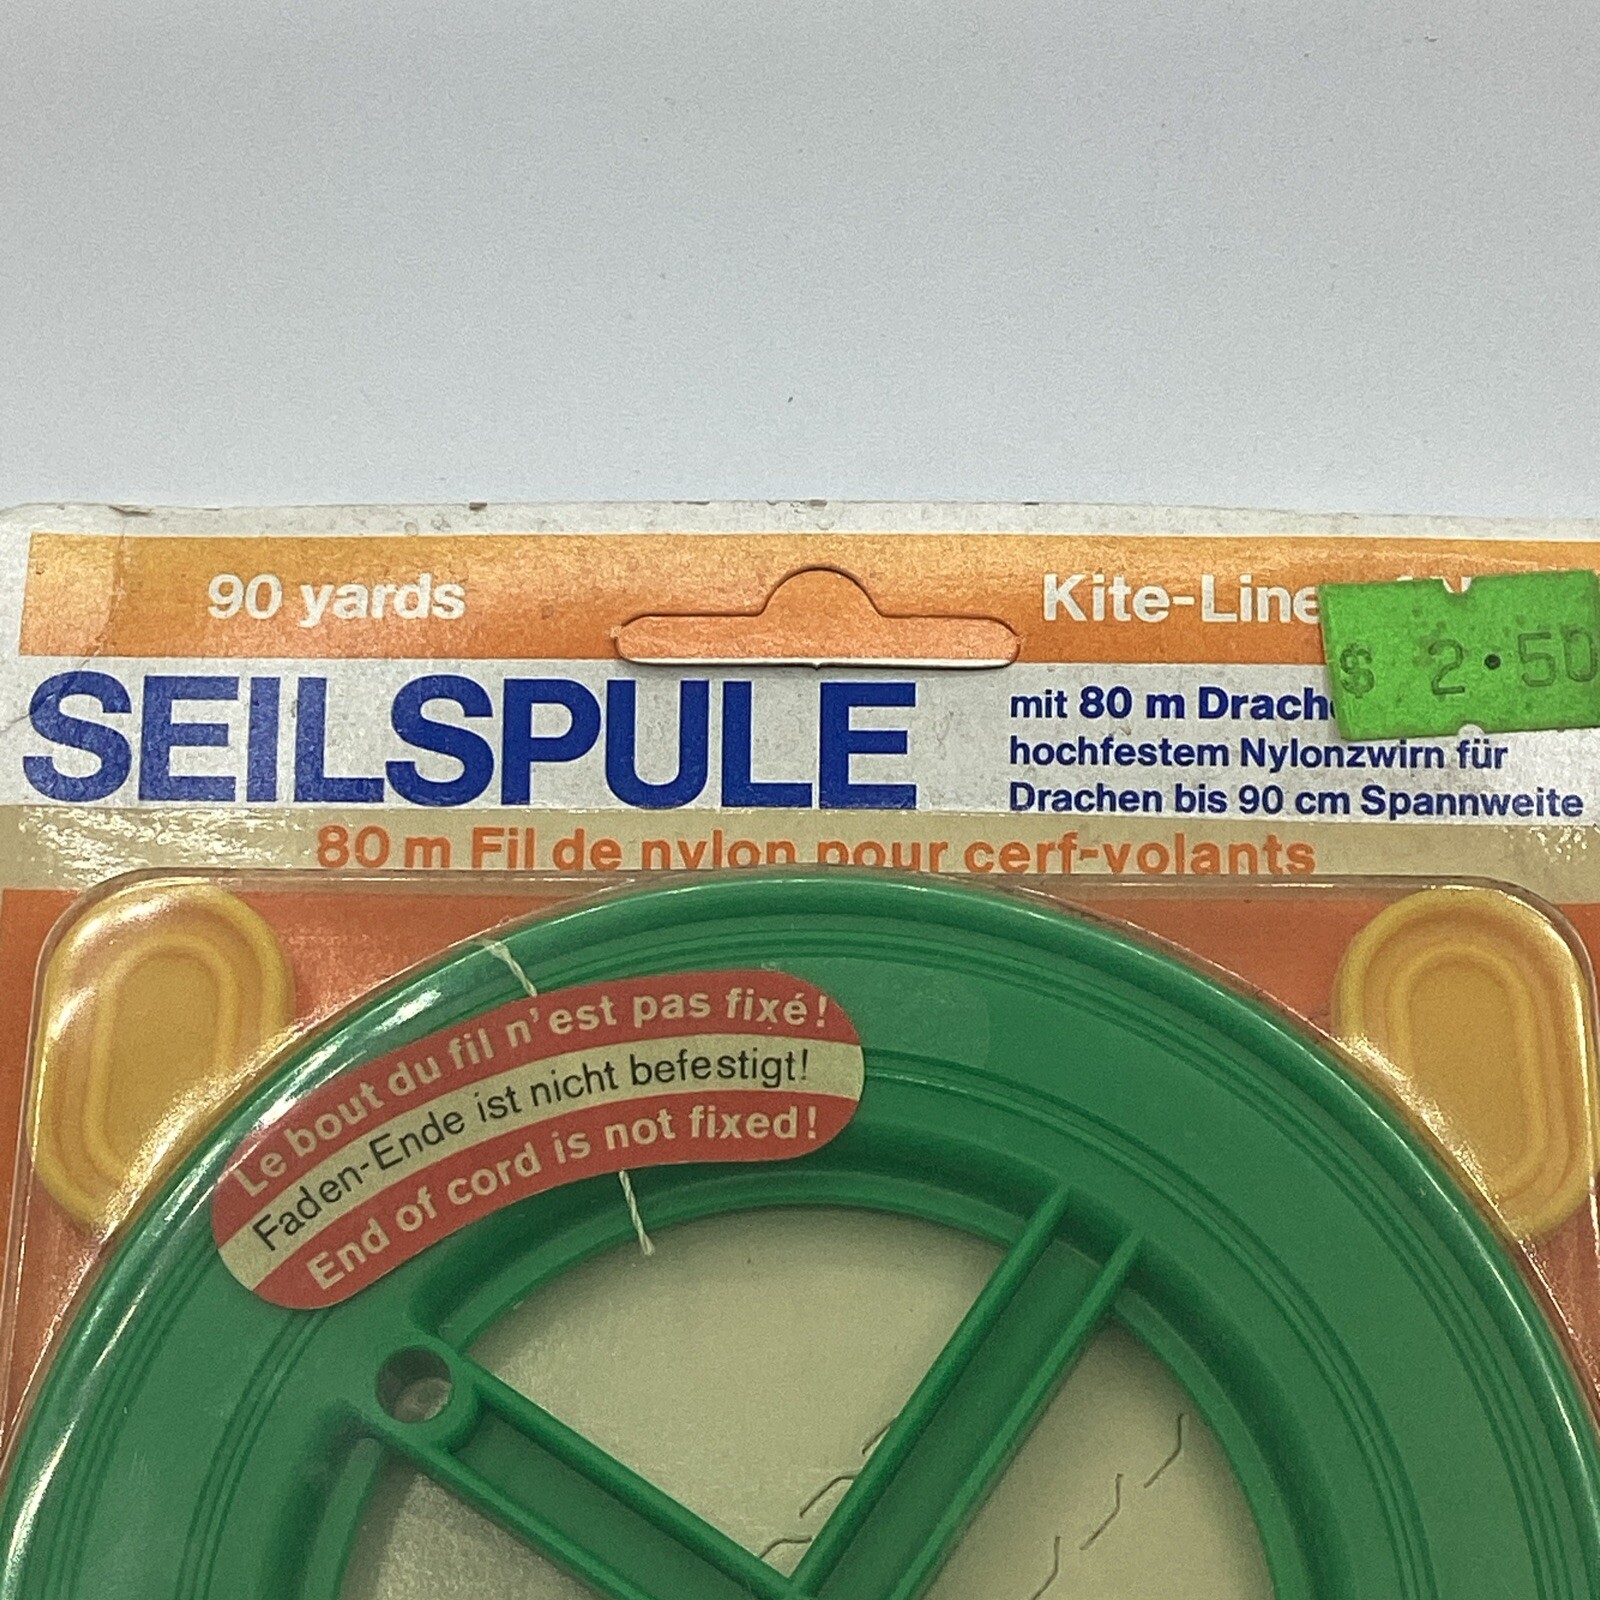 90 yards
Kite-Line
$ 2.50
SEILSPULE
mit 80 m
hochfestem Nylonzwirn für
Drachen bis 90 cm Spannweite
80 m Fil de nylon pour cerf-volants
Le bout du fil n'est pas fixé!
Faden-Ende ist nicht befestigt!
End of cord is not fixed!